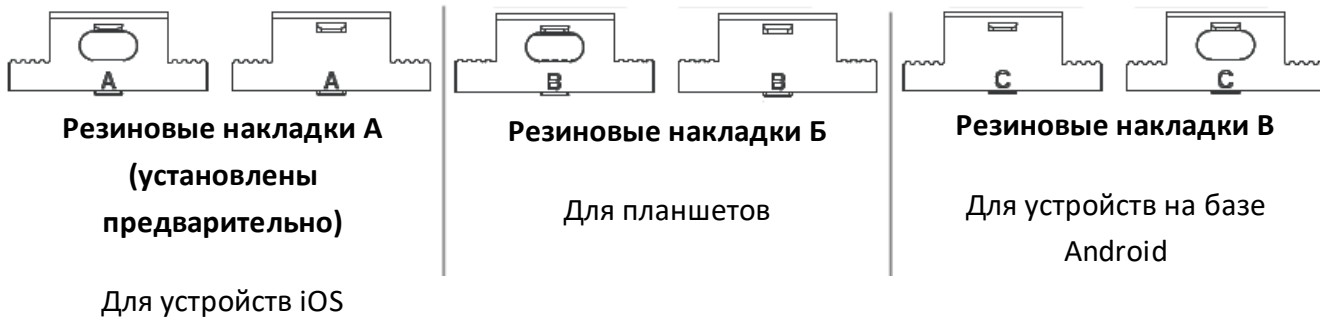 A A
Резиновые накладки А
(установлены
предварительно)
Для устройств iOS
B B
Резиновые накладки Б
Для планшетов
C C
Резиновые накладки В
Для устройств на базе
Android